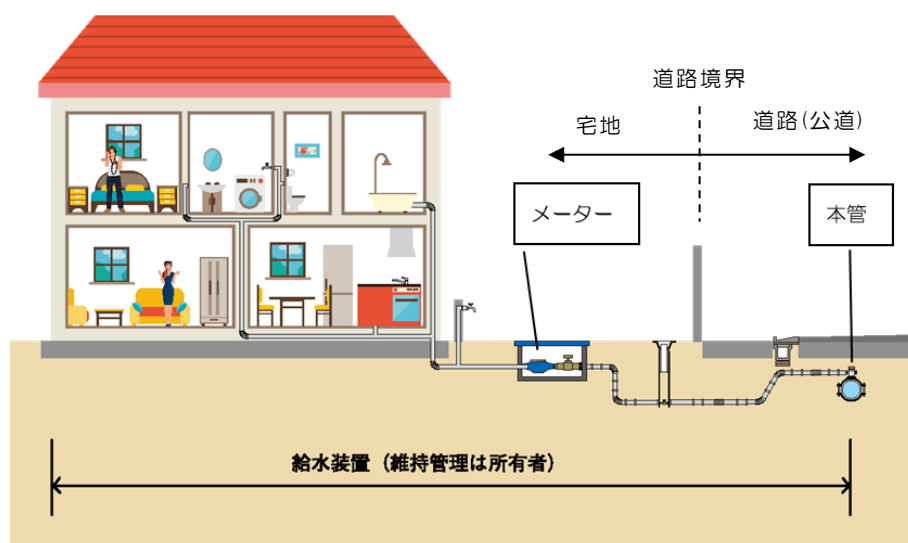 道路境界
宅地
道路(公道)
メーター
本管
給水装置（維持管理は所有者）